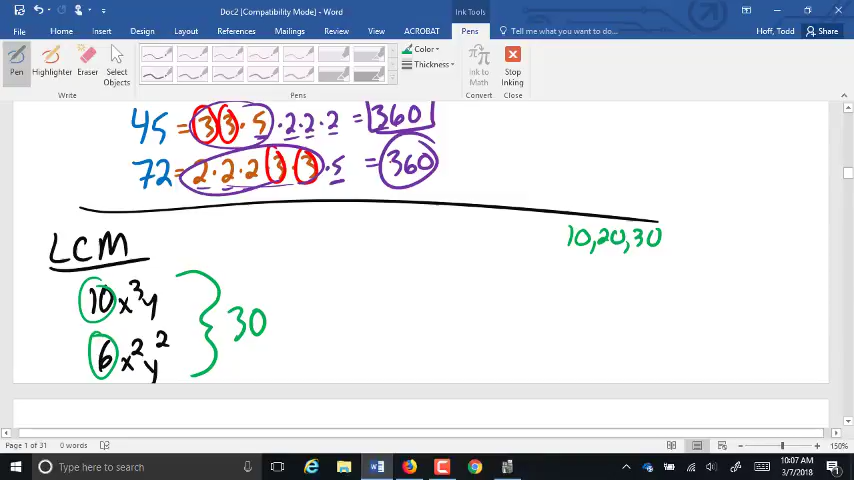 Doc2 [Compatibility Mode] - Word
Ink Tools
Hoff, Todd
File Home Insert Design Layout References Mailings Review View ACROBAT Pens Tell me what you want to do... Share
Pen Highlighter Eraser Select Objects
Color
Thickness
Ink to Math
Stop Inking
Write Pens Convert Close
45 = 3 3 · 5 · 2 · 2 · 2 = 360
72 = 2 · 2 · 2 3 · 3 · 5 = 360
10, 20, 30
LCM
10x³y
30
6x²y²
Page 1 of 31 0 words 150%
Type here to search
10:07 AM
3/7/2018